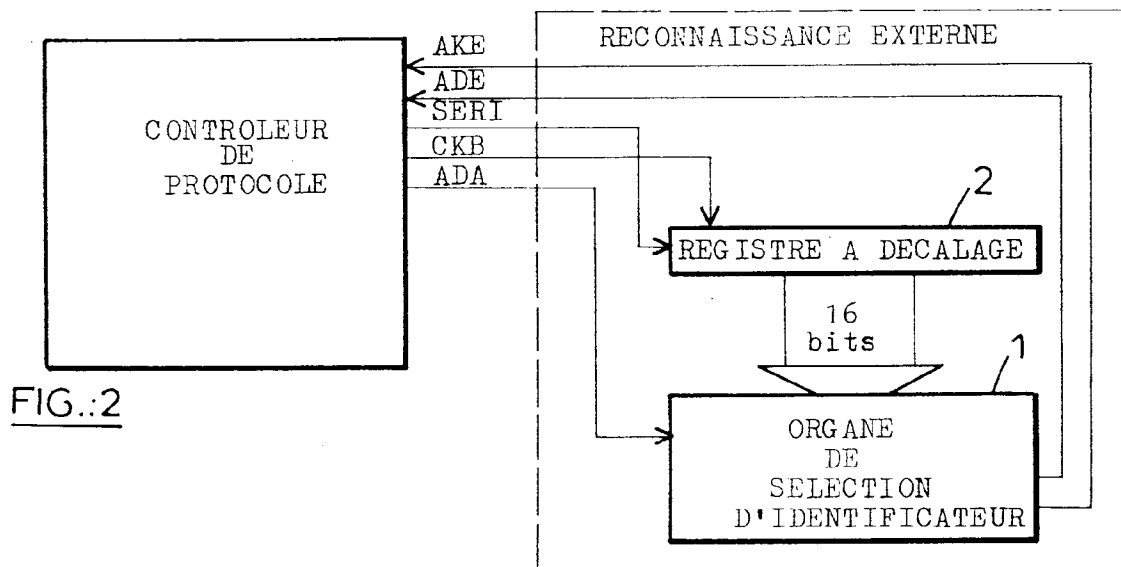 RECONNAISSANCE EXTERNE
AKE
ADE
SERI
CKB
ADA
CONTROLEUR
DE
PROTOCOLE
2
REGISTRE A DECALAGE
16
bits
1
ORGANE
DE
SELECTION
D'IDENTIFICATEUR
FIG.:2